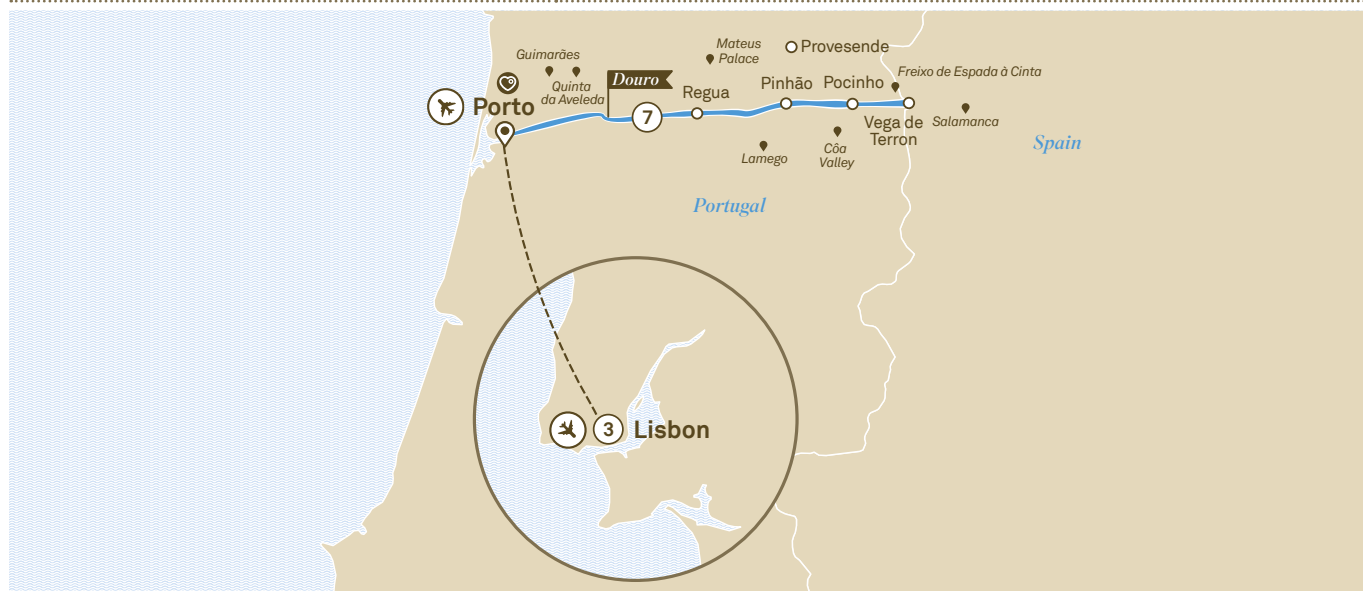 Guimarães
Quinta
da Aveleda
Douro
Mateus
Palace
Provesende
Porto
7
Regua
Pinhão
Pocinho
Freixo de Espada à Cinta
Vega de
Terron
Salamanca
Lamego
Côa
Valley
Spain
Portugal
3
Lisbon